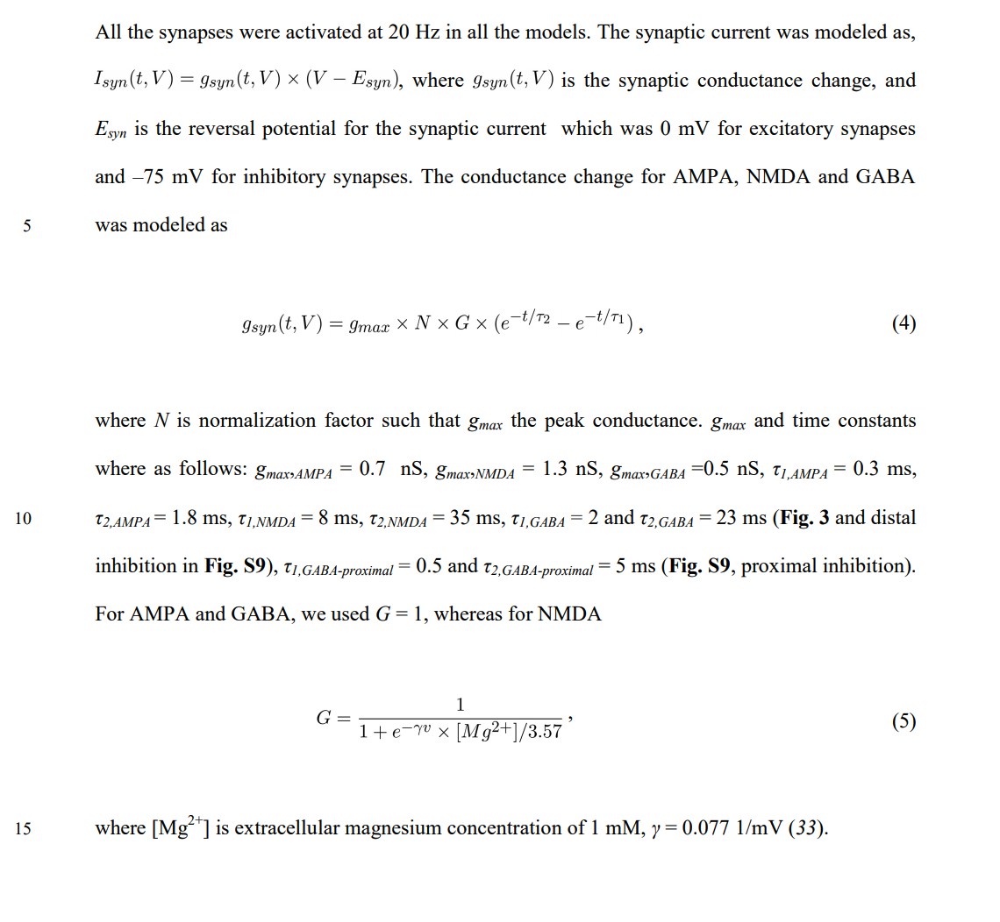 All the synapses were activated at 20 Hz in all the models. The synaptic current was modeled as,
I_syn(t, V) = g_syn(t, V) × (V − E_syn), where g_syn(t, V) is the synaptic conductance change, and
E_syn is the reversal potential for the synaptic current which was 0 mV for excitatory synapses
and –75 mV for inhibitory synapses. The conductance change for AMPA, NMDA and GABA
5 was modeled as
g_syn(t, V) = g_max × N × G × (e^{−t/τ2} − e^{−t/τ1}) , (4)
where N is normalization factor such that g_max the peak conductance. g_max and time constants
where as follows: g_max,AMPA = 0.7 nS, g_max,NMDA = 1.3 nS, g_max,GABA =0.5 nS, τ_1,AMPA = 0.3 ms,
10 τ_2,AMPA = 1.8 ms, τ_1,NMDA = 8 ms, τ_2,NMDA = 35 ms, τ_1,GABA = 2 and τ_2,GABA = 23 ms (Fig. 3 and distal
inhibition in Fig. S9), τ_1,GABA-proximal = 0.5 and τ_2,GABA-proximal = 5 ms (Fig. S9, proximal inhibition).
For AMPA and GABA, we used G = 1, whereas for NMDA
G = 1 / (1 + e^{−γv} × [Mg^{2+}]/3.57) , (5)
15 where [Mg^{2+}] is extracellular magnesium concentration of 1 mM, γ = 0.077 1/mV (33).